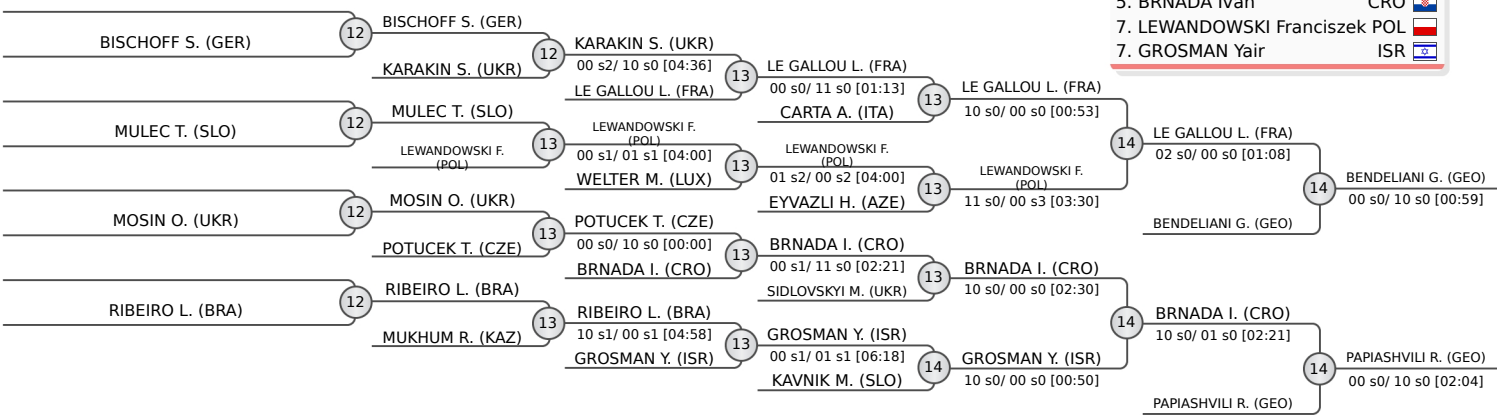 5. BRNADA Ivan CRO
7. LEWANDOWSKI Franciszek POL
7. GROSMAN Yair ISR
BISCHOFF S. (GER)
12
MULEC T. (SLO)
12
MOSIN O. (UKR)
12
RIBEIRO L. (BRA)
12
BISCHOFF S. (GER)
KARAKIN S. (UKR)
12
MULEC T. (SLO)
LEWANDOWSKI F.
(POL)
13
MOSIN O. (UKR)
POTUCEK T. (CZE)
13
RIBEIRO L. (BRA)
MUKHUM R. (KAZ)
13
KARAKIN S. (UKR)
00 s2/ 10 s0 [04:36]
LE GALLOU L. (FRA)
13
LEWANDOWSKI F.
(POL)
00 s1/ 01 s1 [04:00]
WELTER M. (LUX)
13
POTUCEK T. (CZE)
00 s0/ 10 s0 [00:00]
BRNADA I. (CRO)
13
RIBEIRO L. (BRA)
10 s1/ 00 s1 [04:58]
GROSMAN Y. (ISR)
13
LE GALLOU L. (FRA)
00 s0/ 11 s0 [01:13]
CARTA A. (ITA)
13
LEWANDOWSKI F.
(POL)
01 s2/ 00 s2 [04:00]
EYVAZLI H. (AZE)
13
BRNADA I. (CRO)
00 s1/ 11 s0 [02:21]
SIDLOVSKYI M. (UKR)
13
GROSMAN Y. (ISR)
00 s1/ 01 s1 [06:18]
KAVNIK M. (SLO)
14
LE GALLOU L. (FRA)
10 s0/ 00 s0 [00:53]
LEWANDOWSKI F.
(POL)
11 s0/ 00 s3 [03:30]
14
BRNADA I. (CRO)
10 s0/ 00 s0 [02:30]
GROSMAN Y. (ISR)
10 s0/ 00 s0 [00:50]
14
LE GALLOU L. (FRA)
02 s0/ 00 s0 [01:08]
BENDELIANI G. (GEO)
14
BRNADA I. (CRO)
10 s0/ 01 s0 [02:21]
PAPIASHVILI R. (GEO)
14
BENDELIANI G. (GEO)
00 s0/ 10 s0 [00:59]
PAPIASHVILI R. (GEO)
00 s0/ 10 s0 [02:04]